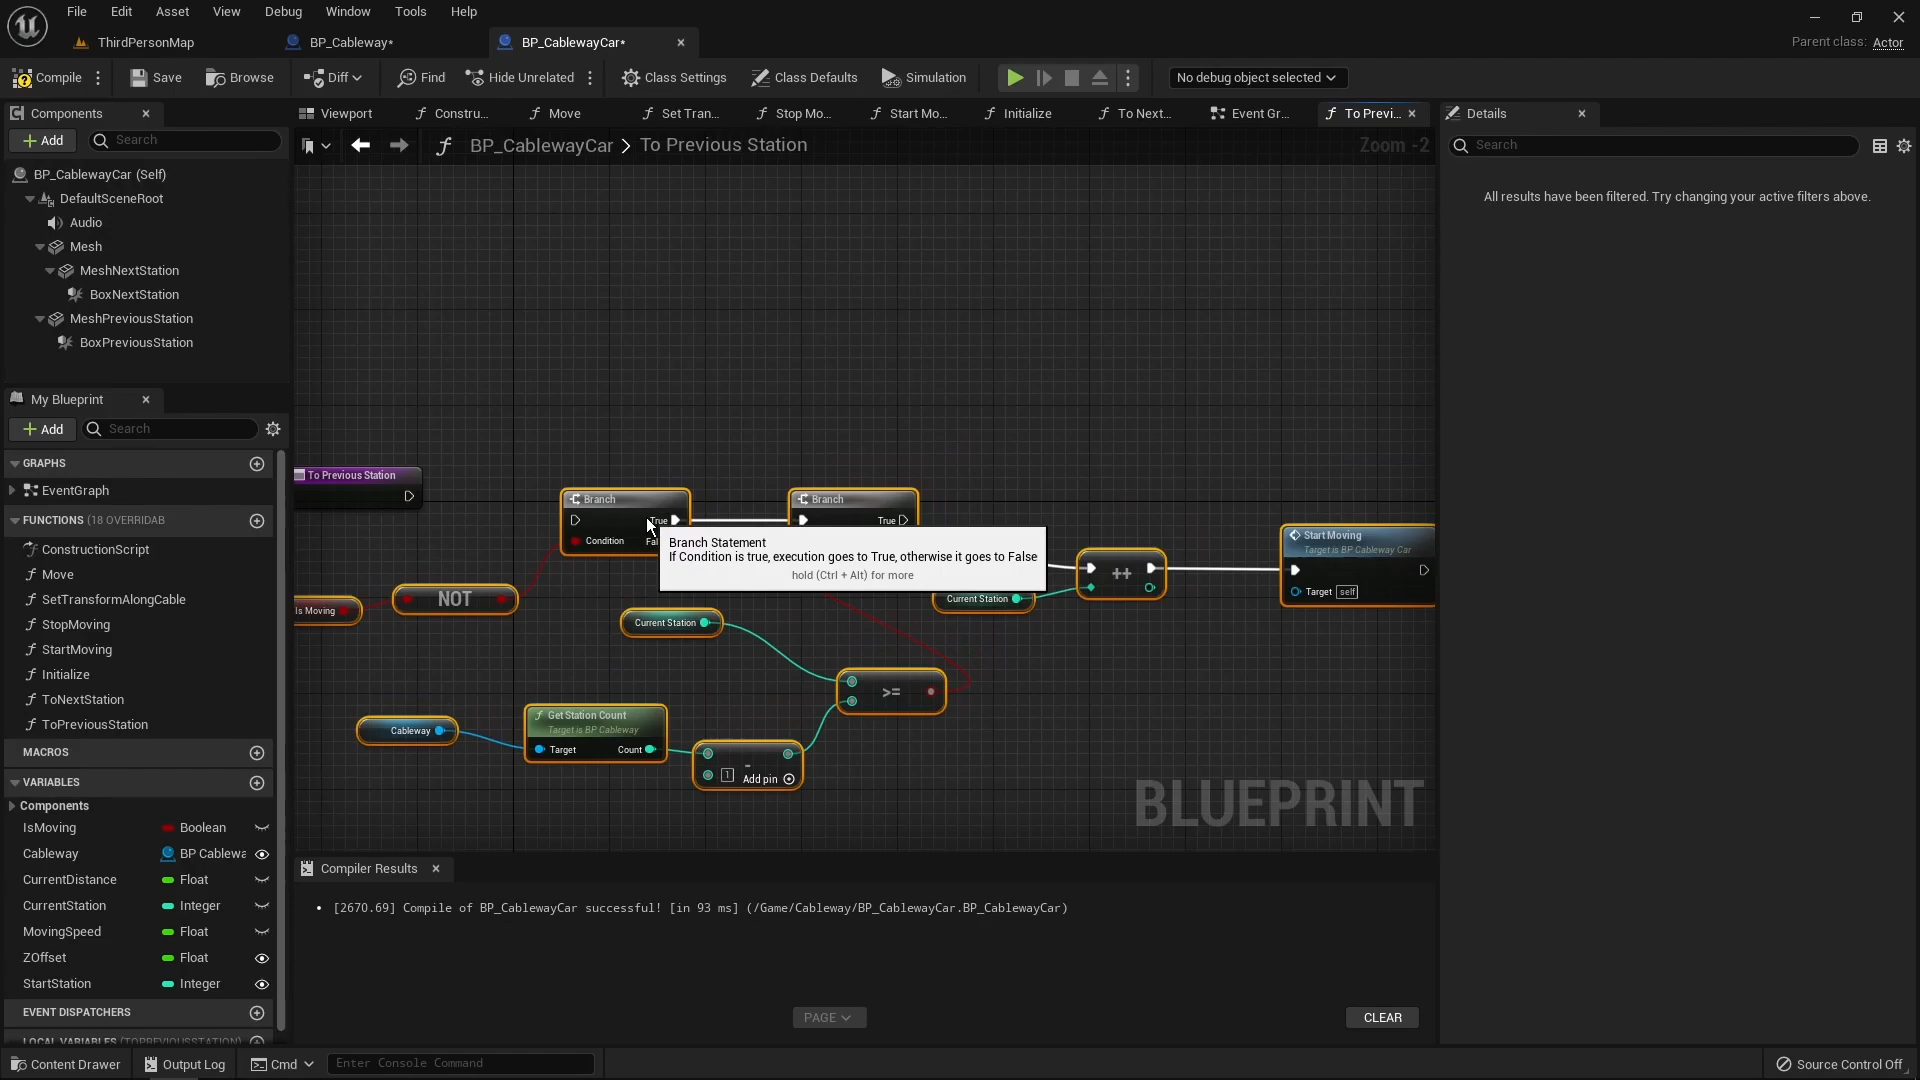 File Edit Asset View Debug Window Tools Help
ThirdPersonMap
BP_Cableway*
BP_CablewayCar*
Parent class: Actor
Compile
Save
Browse
Diff
Find
Hide Unrelated
Class Settings
Class Defaults
Simulation
No debug object selected
Components
Add
Search
BP_CablewayCar (Self)
DefaultSceneRoot
Audio
Mesh
MeshNextStation
BoxNextStation
MeshPreviousStation
BoxPreviousStation
My Blueprint
Add
Search
GRAPHS
EventGraph
FUNCTIONS (18 OVERRIDAB
ConstructionScript
Move
SetTransformAlongCable
StopMoving
StartMoving
Initialize
ToNextStation
ToPreviousStation
MACROS
VARIABLES
Components
IsMoving Boolean
Cableway BP Cablewa
CurrentDistance Float
CurrentStation Integer
MovingSpeed Float
ZOffset Float
StartStation Integer
EVENT DISPATCHERS
LOCAL VARIABLES (TOPREVIOUSSTATION)
Viewport
Constru...
Move
Set Tran...
Stop Mo...
Start Mo...
Initialize
To Next...
Event Gr...
To Previ...
BP_CablewayCar > To Previous Station
Zoom -2
To Previous Station
Branch
True
Condition
Fal
Branch
True
Branch Statement
If Condition is true, execution goes to True, otherwise it goes to False
hold (Ctrl + Alt) for more
Is Moving
NOT
Current Station
Current Station
++
Start Moving
Target is BP Cableway Car
Target self
>=
Cableway
Get Station Count
Target is BP Cableway
Target Count
-
1 Add pin
BLUEPRINT
Compiler Results
[2670.69] Compile of BP_CablewayCar successful! [in 93 ms] (/Game/Cableway/BP_CablewayCar.BP_CablewayCar)
PAGE
CLEAR
Details
Search
All results have been filtered. Try changing your active filters above.
Content Drawer
Output Log
Cmd
Enter Console Command
Source Control Off